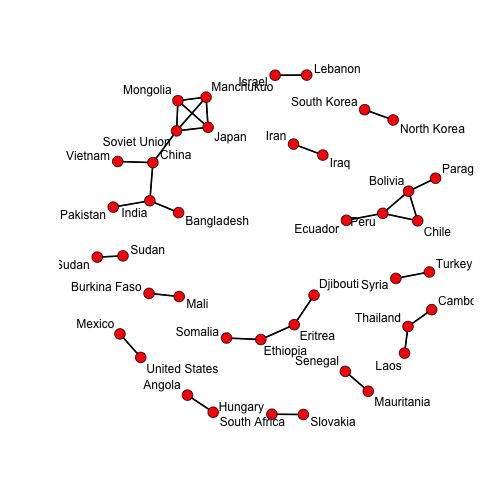 Israel
Lebanon
Mongolia
Manchukuo
South Korea
North Korea
Soviet Union
Japan
Iran
Iraq
Vietnam
China
Bolivia
Parag
Pakistan
India
Bangladesh
Ecuador
Peru
Chile
Sudan
Sudan
Turkey
Syria
Burkina Faso
Mali
Djibouti
Cambo
Thailand
Mexico
Somalia
Eritrea
Ethiopia
United States
Senegal
Laos
Angola
Mauritania
Hungary
South Africa
Slovakia